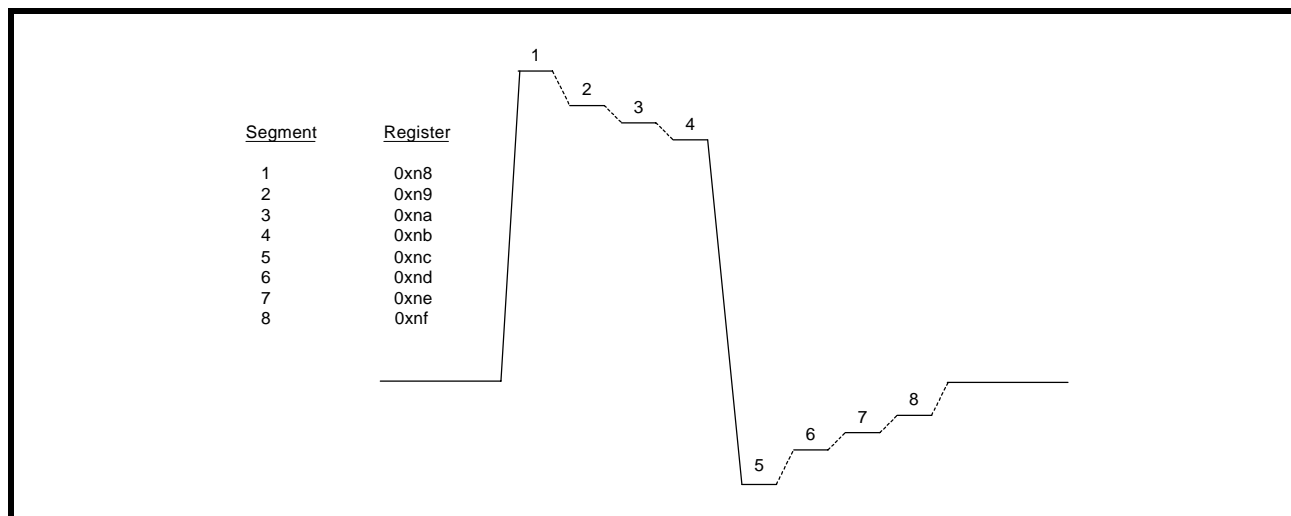 Segment Register
1 0xn8
2 0xn9
3 0xna
4 0xnb
5 0xnc
6 0xnd
7 0xne
8 0xnf
1
2
3
4
5
6
7
8